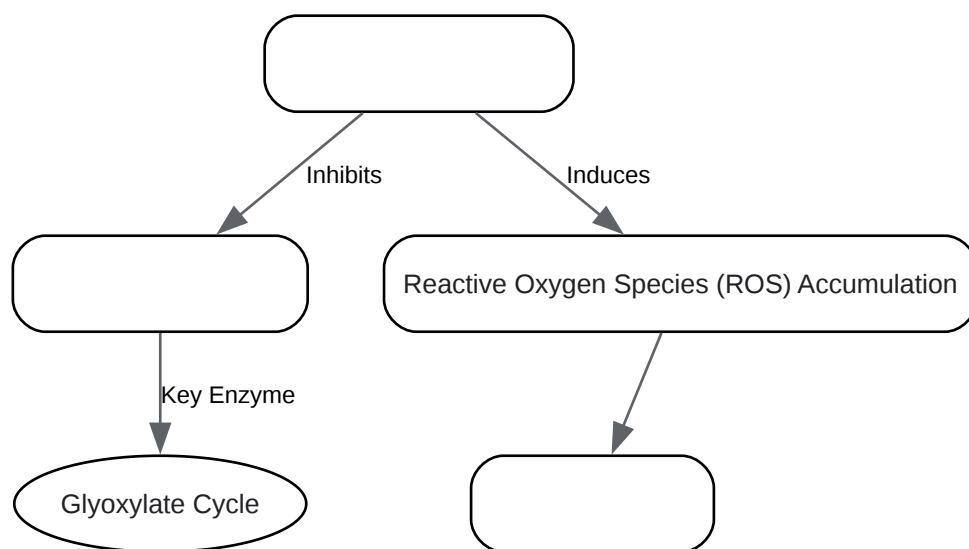 Inhibits
Induces
Reactive Oxygen Species (ROS) Accumulation
Key Enzyme
Glyoxylate Cycle